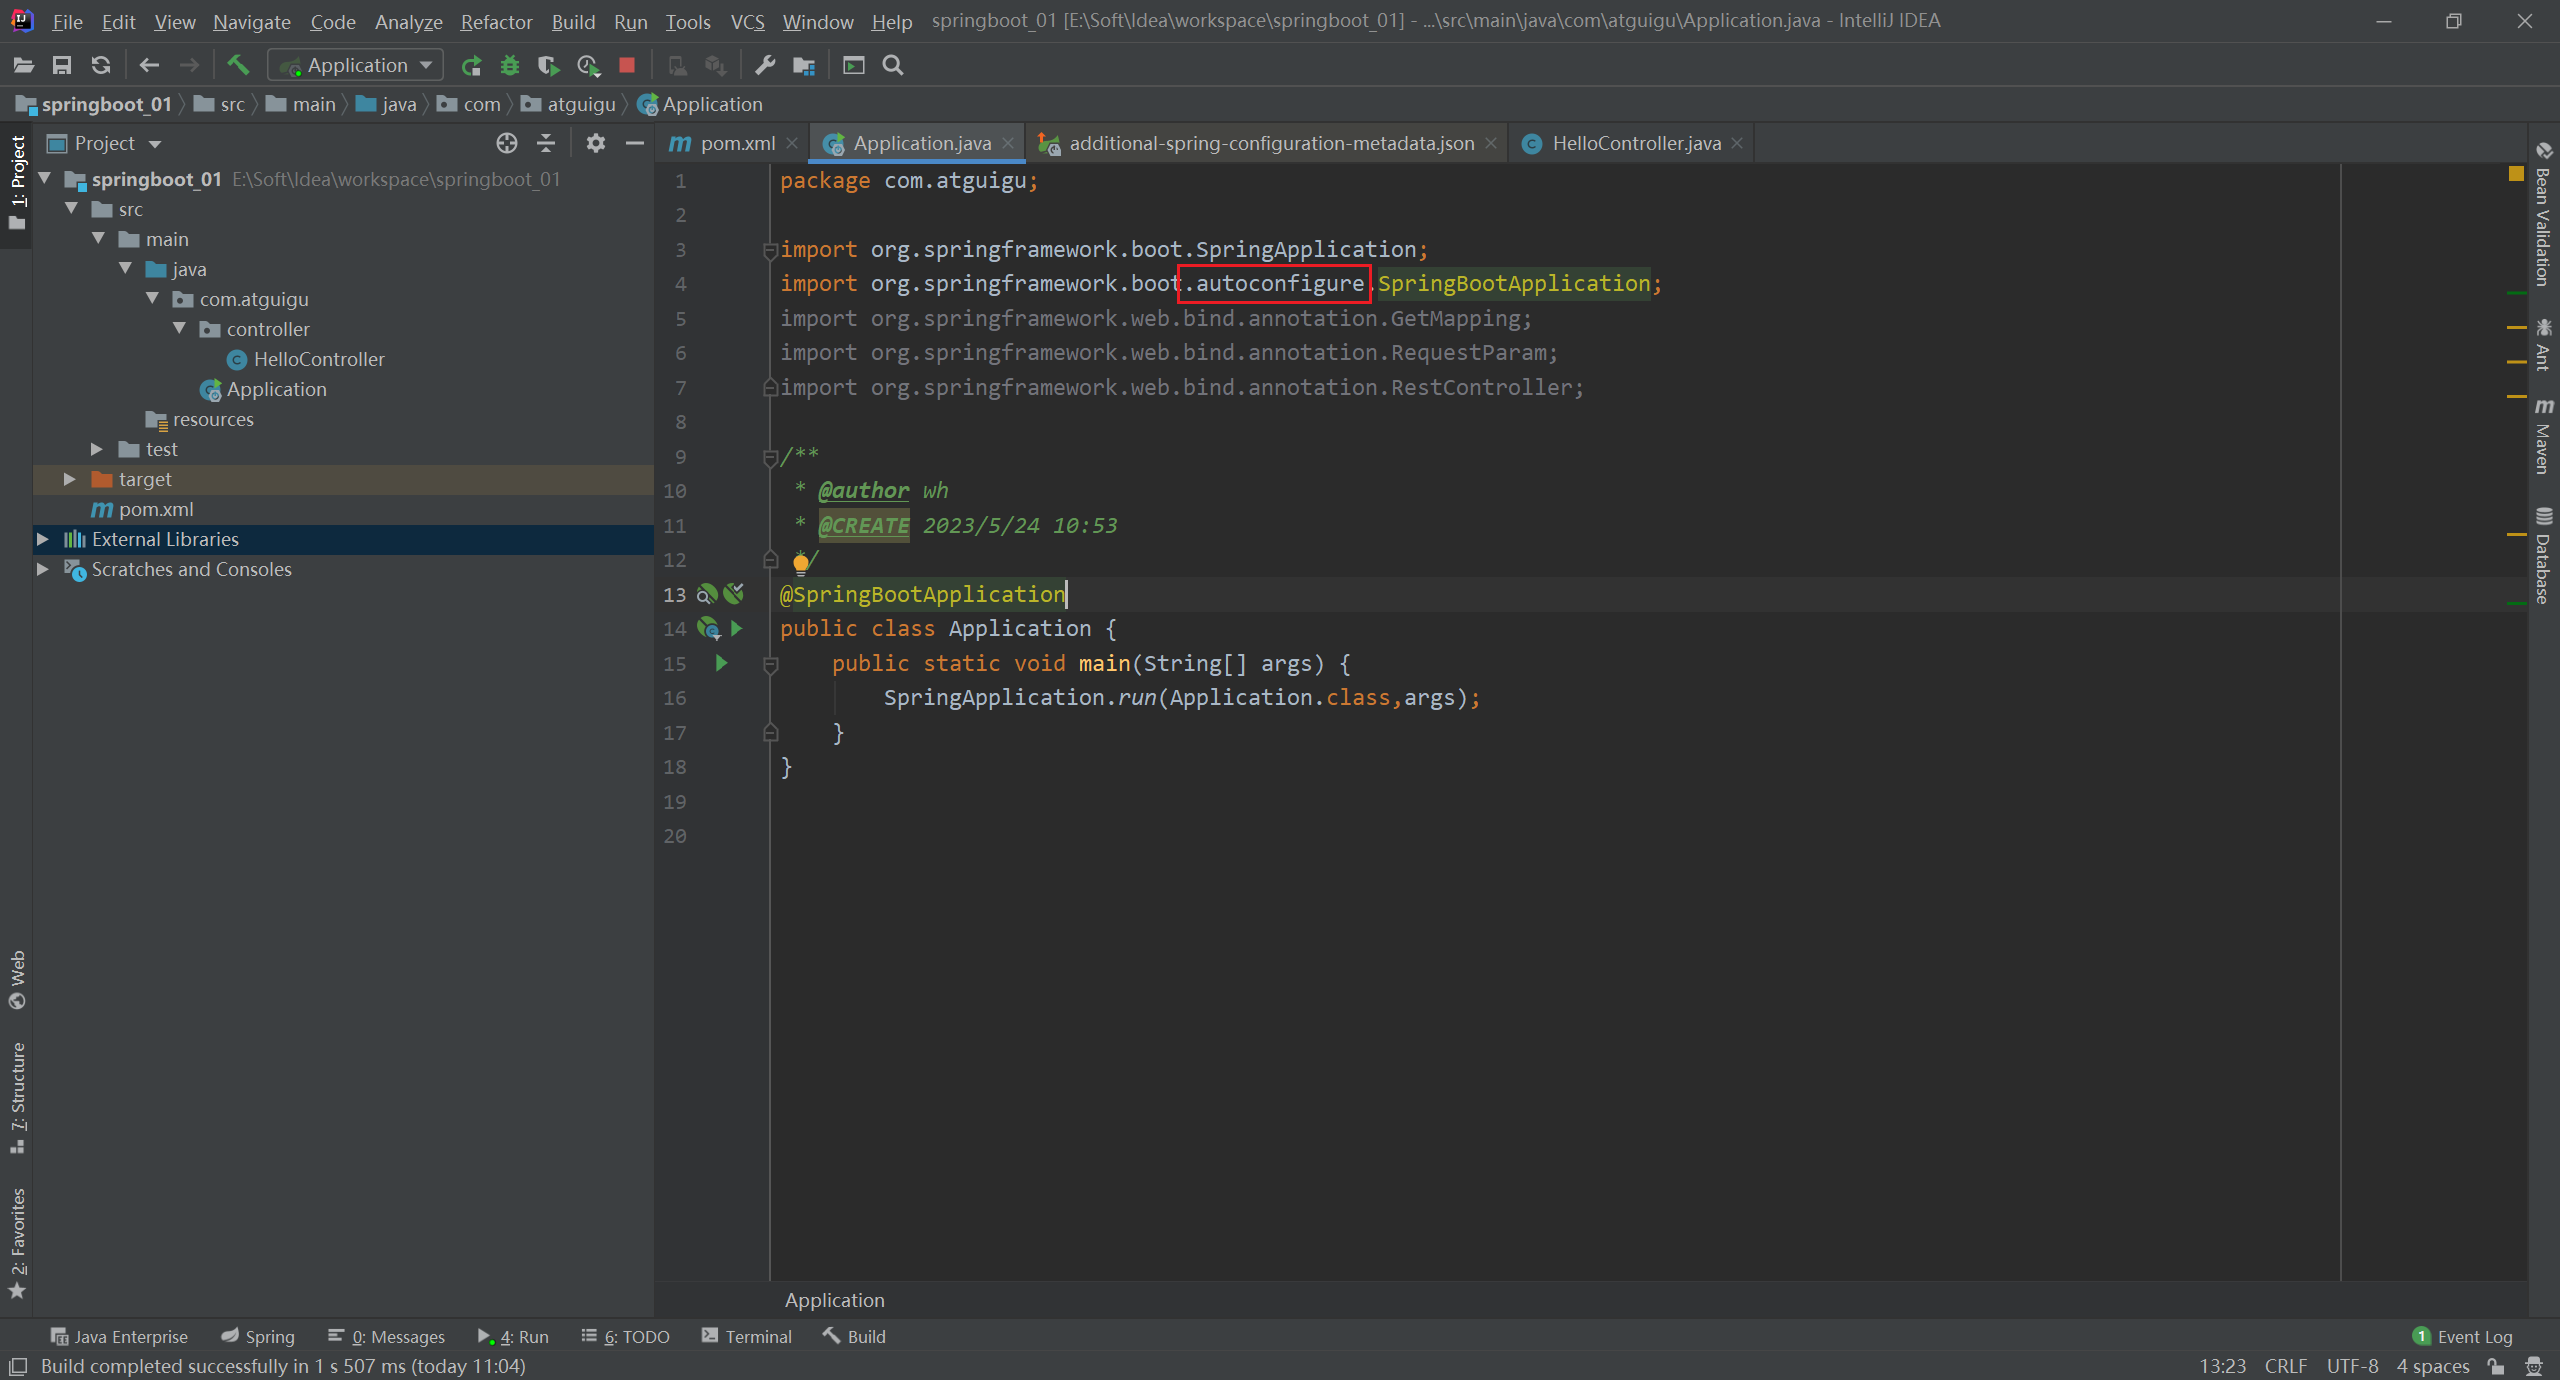 File Edit View Navigate Code Analyze Refactor Build Run Tools VCS Window Help springboot_01 [E:\Soft\Idea\workspace\springboot_01] - ...\src\main\java\com\atguigu\Application.java - IntelliJ IDEA
Application
springboot_01 src main java com atguigu Application
1: Project
Project
springboot_01 E:\Soft\Idea\workspace\springboot_01
src
main
java
com.atguigu
controller
HelloController
Application
resources
test
target
pom.xml
External Libraries
Scratches and Consoles
Web
7: Structure
2: Favorites
pom.xml Application.java additional-spring-configuration-metadata.json HelloController.java
1 package com.atguigu;
2
3 import org.springframework.boot.SpringApplication;
4 import org.springframework.boot.autoconfigure.SpringBootApplication;
5 import org.springframework.web.bind.annotation.GetMapping;
6 import org.springframework.web.bind.annotation.RequestParam;
7 import org.springframework.web.bind.annotation.RestController;
8
9 /**
10 * @author wh
11 * @CREATE 2023/5/24 10:53
12 */
13 @SpringBootApplication
14 public class Application {
15 public static void main(String[] args) {
16 SpringApplication.run(Application.class,args);
17 }
18 }
19
20
Application
Bean Validation
Ant
Maven
Database
Java Enterprise Spring 0: Messages 4: Run 6: TODO Terminal Build 1 Event Log
Build completed successfully in 1 s 507 ms (today 11:04) 13:23 CRLF UTF-8 4 spaces